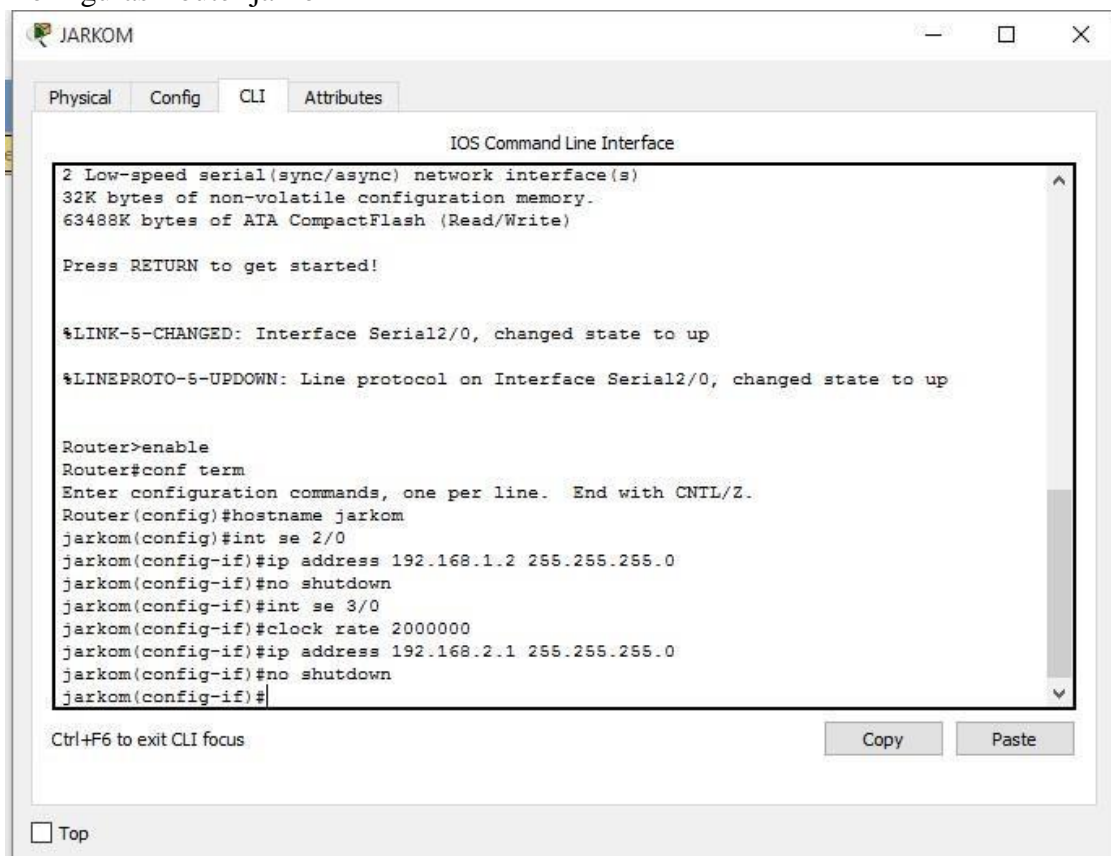 JARKOM
Physical Config CLI Attributes
IOS Command Line Interface
2 Low-speed serial(sync/async) network interface(s)
32K bytes of non-volatile configuration memory.
63488K bytes of ATA CompactFlash (Read/Write)
Press RETURN to get started!
%LINK-5-CHANGED: Interface Serial2/0, changed state to up
%LINEPROTO-5-UPDOWN: Line protocol on Interface Serial2/0, changed state to up
Router>enable
Router#conf term
Enter configuration commands, one per line. End with CNTL/Z.
Router(config)#hostname jarkom
jarkom(config)#int se 2/0
jarkom(config-if)#ip address 192.168.1.2 255.255.255.0
jarkom(config-if)#no shutdown
jarkom(config-if)#int se 3/0
jarkom(config-if)#clock rate 2000000
jarkom(config-if)#ip address 192.168.2.1 255.255.255.0
jarkom(config-if)#no shutdown
jarkom(config-if)#
Ctrl+F6 to exit CLI focus
Copy Paste
Top